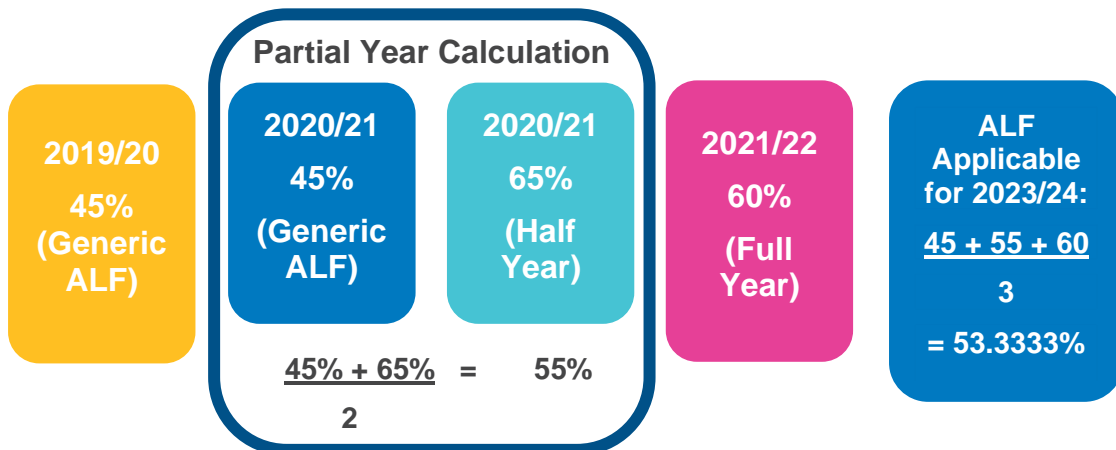 2019/20
45%
(Generic
ALF)
Partial Year Calculation
2020/21
45%
(Generic
ALF)
2020/21
65%
(Half
Year)
45% + 65% = 55%
2
2021/22
60%
(Full
Year)
ALF
Applicable
for 2023/24:
45 + 55 + 60
3
= 53.3333%